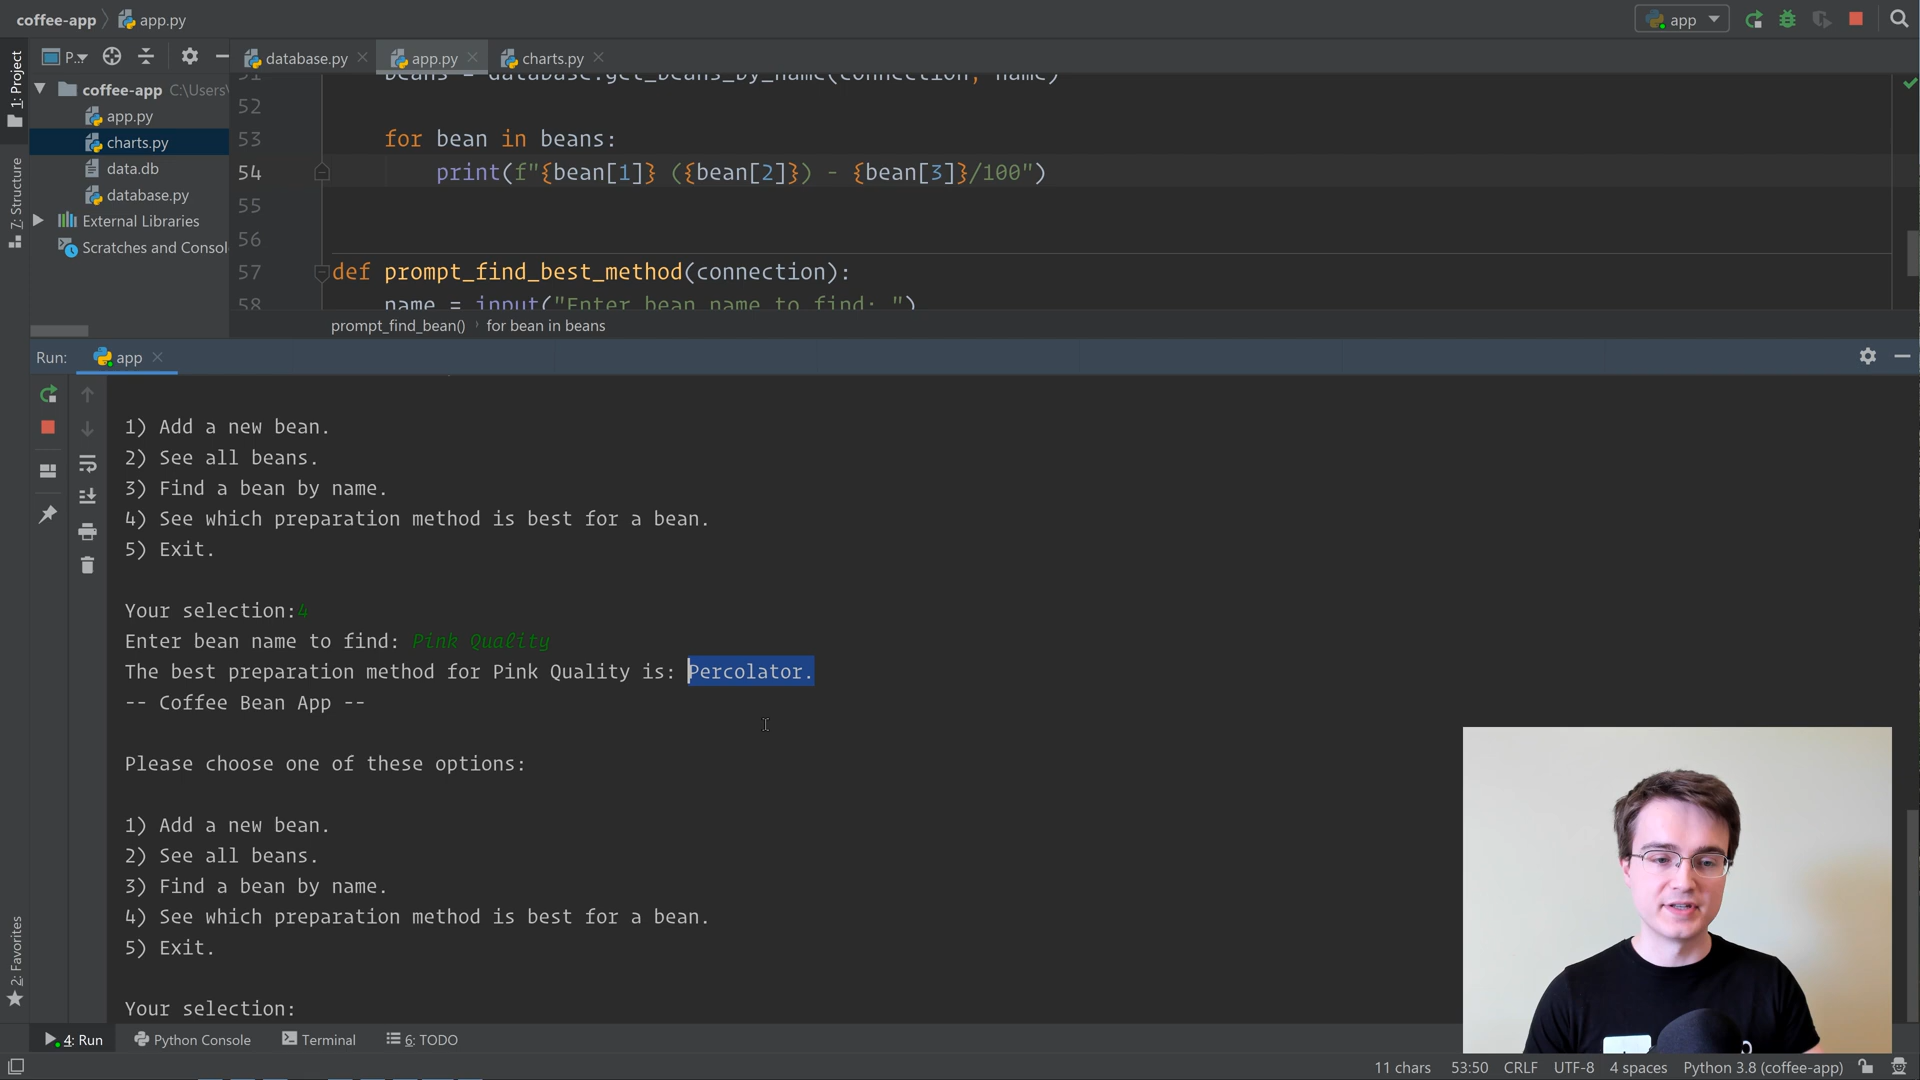 coffee-app
app.py
app
1: Project
P..
database.py
app.py
charts.py
coffee-app C:\Users\
app.py
charts.py
data.db
database.py
External Libraries
Scratches and Consol
7: Structure
2: Favorites
51 beans = database.get_beans_by_name(connection, name)
52
53 for bean in beans:
54 print(f"{bean[1]} ({bean[2]}) - {bean[3]}/100")
55
56
57 def prompt_find_best_method(connection):
58 name = input("Enter bean name to find: ")
prompt_find_bean() › for bean in beans
Run: app
1) Add a new bean.
2) See all beans.
3) Find a bean by name.
4) See which preparation method is best for a bean.
5) Exit.
Your selection:4
Enter bean name to find: Pink Quality
The best preparation method for Pink Quality is: Percolator.
-- Coffee Bean App --
Please choose one of these options:
1) Add a new bean.
2) See all beans.
3) Find a bean by name.
4) See which preparation method is best for a bean.
5) Exit.
Your selection:
4: Run Python Console Terminal 6: TODO
11 chars 53:50 CRLF UTF-8 4 spaces Python 3.8 (coffee-app)